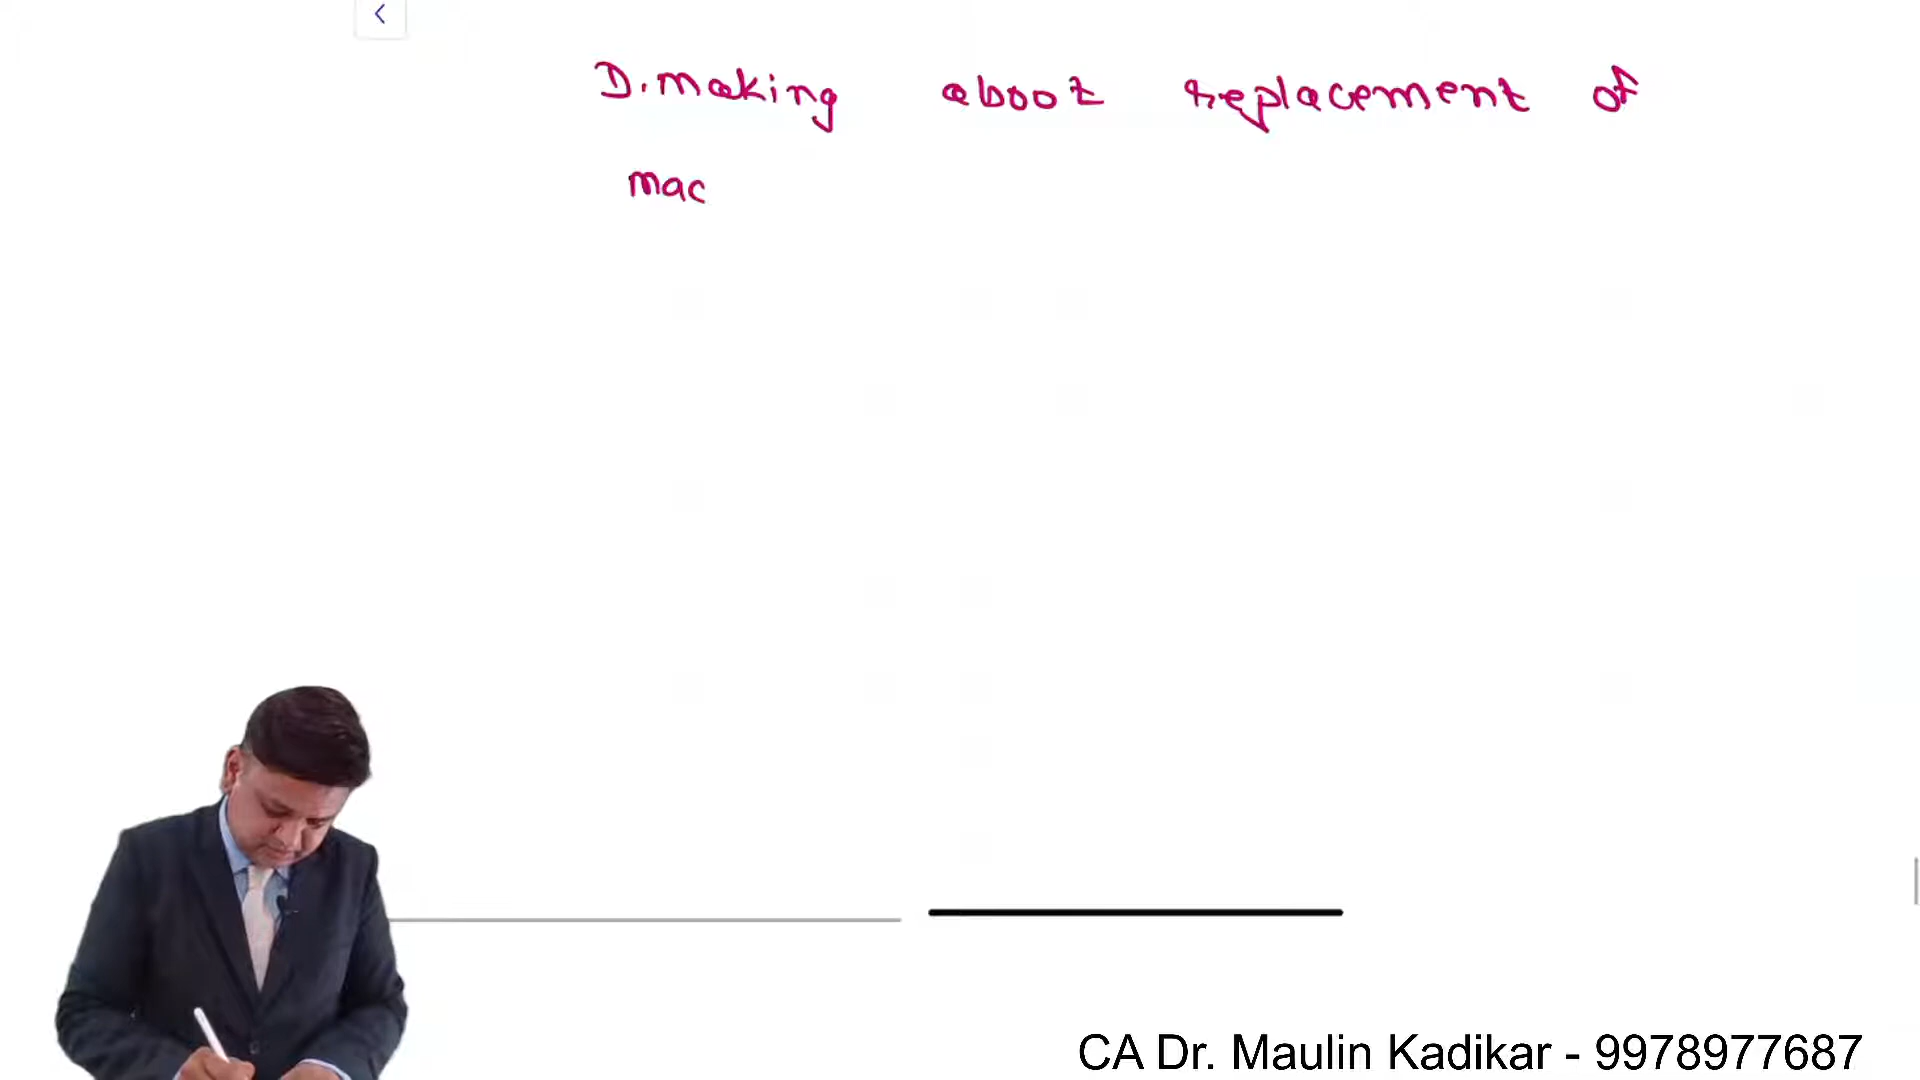 D.making about replacement of
mac
CA Dr. Maulin Kadikar - 9978977687